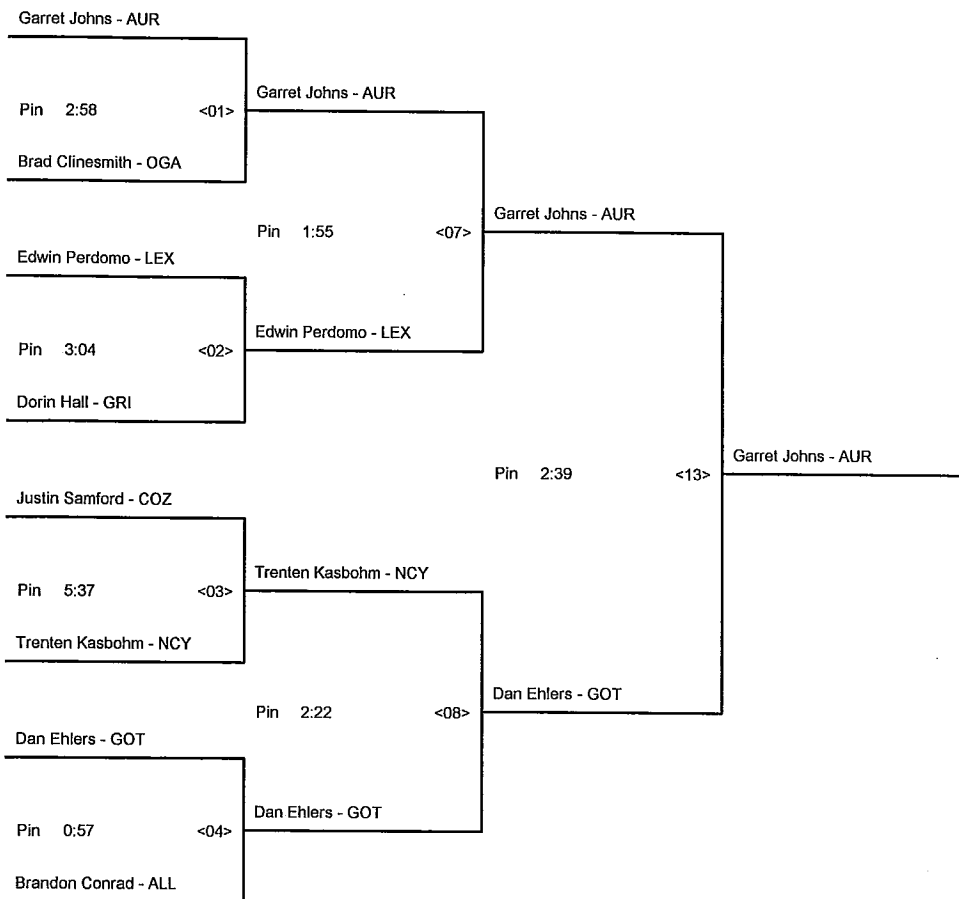 Garret Johns - AUR
Pin 2:58 <01>
Garret Johns - AUR
Brad Clinesmith - OGA
Pin 1:55 <07>
Garret Johns - AUR
Edwin Perdomo - LEX
Pin 3:04 <02>
Edwin Perdomo - LEX
Dorin Hall - GRI
Pin 2:39 <13>
Garret Johns - AUR
Justin Samford - COZ
Pin 5:37 <03>
Trenten Kasbohm - NCY
Trenten Kasbohm - NCY
Pin 2:22 <08>
Dan Ehlers - GOT
Dan Ehlers - GOT
Pin 0:57 <04>
Dan Ehlers - GOT
Brandon Conrad - ALL